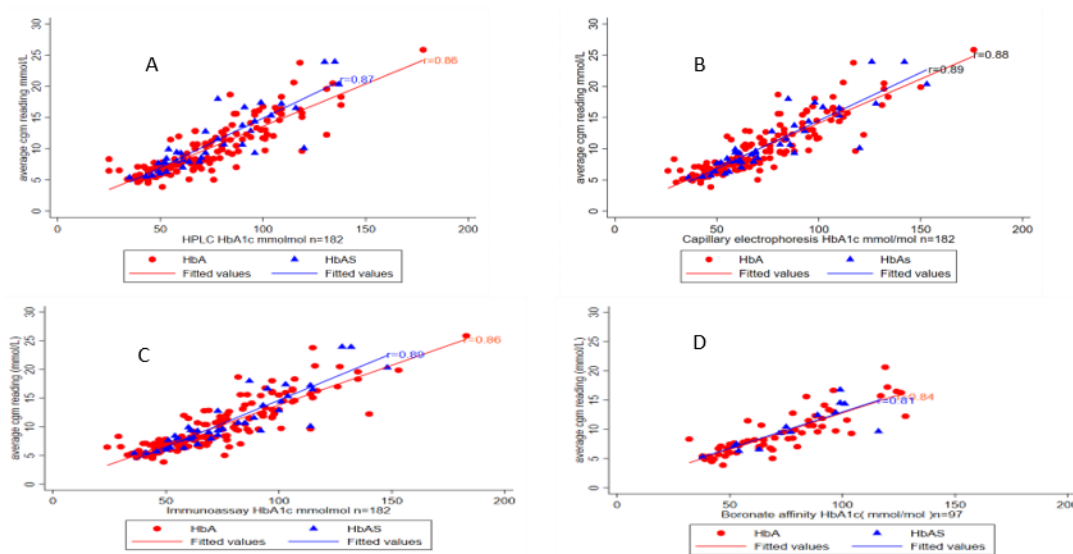 A
average cgm reading mmol/L
0 5 10 15 20 25 30
r=0.87
r=0.86
0 50 100 150 200
HPLC HbA1c mmolmol n=182
HbA HbAS
Fitted values Fitted values
B
average cgm reading mmol/L
0 5 10 15 20 25 30
r=0.88
r=0.89
0 50 100 150 200
Capillary electrophoresis HbA1c mmol/mol n=182
HbA HbAs
Fitted values Fitted values
C
average cgm reading (mmol/L)
0 5 10 15 20 25 30
r=0.89
r=0.86
50 100 150 200
Immunoassay HbA1c mmolmol n=182
HbA HbAS
Fitted values Fitted values
D
average cgm reading (mmol/L)
0 5 10 15 20 25 30
r=0.84
r=0.81
0 50 100 150 200
Boronate affinity HbA1c( mmol/mol )n=97
HbA HbAS
Fitted values Fitted values